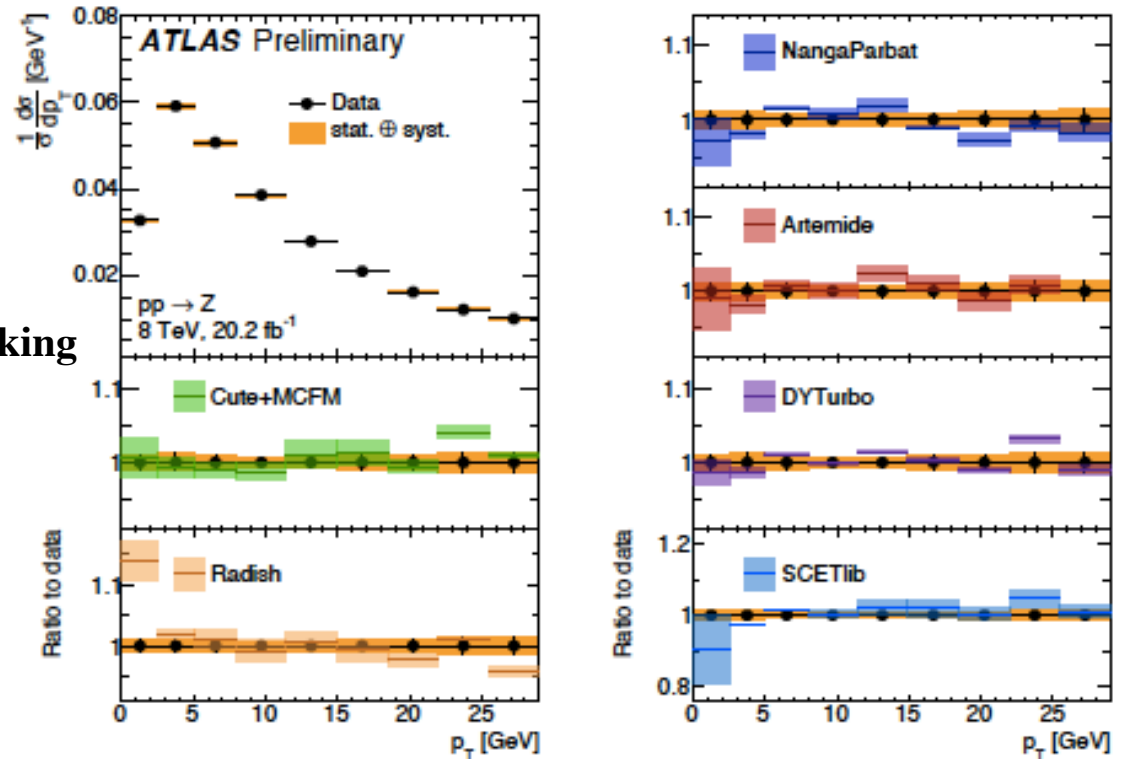 ATLAS Preliminary
1/σ dσ/dp_T [GeV⁻¹]
0.08
0.06
0.04
0.02
Data
stat. ⊕ syst.
pp → Z
8 TeV, 20.2 fb⁻¹
king
1.1
1
Cute+MCFM
Ratio to data
1.1
1
Radish
0 5 10 15 20 25
p_T [GeV]
1.1
1
NangaParbat
1.1
1
Artemide
1.1
1
DYTurbo
Ratio to data
1.2
1
0.8
SCETlib
0 5 10 15 20 25
p_T [GeV]